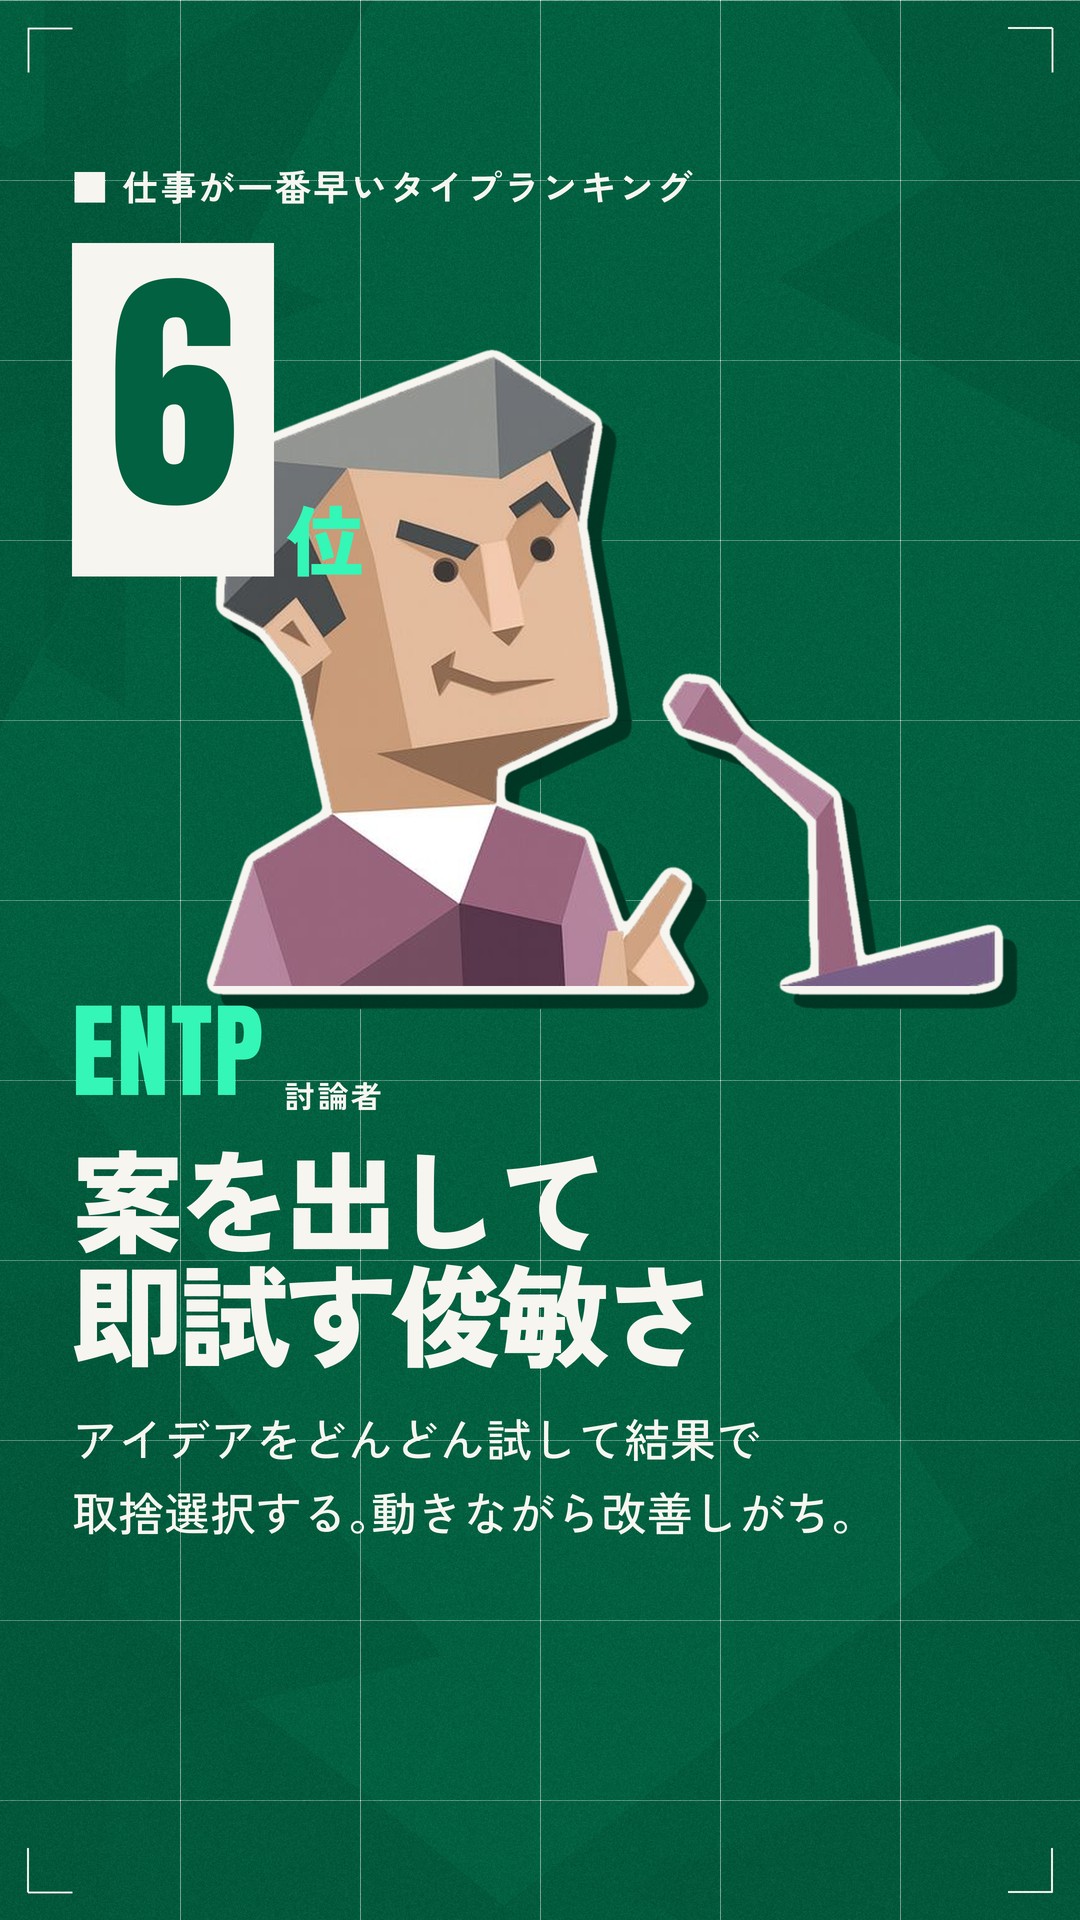 ■ 仕事が一番早いタイプランキング
6位
ENTP 討論者
案を出して
即試す俊敏さ
アイデアをどんどん試して結果で
取捨選択する。動きながら改善しがち。